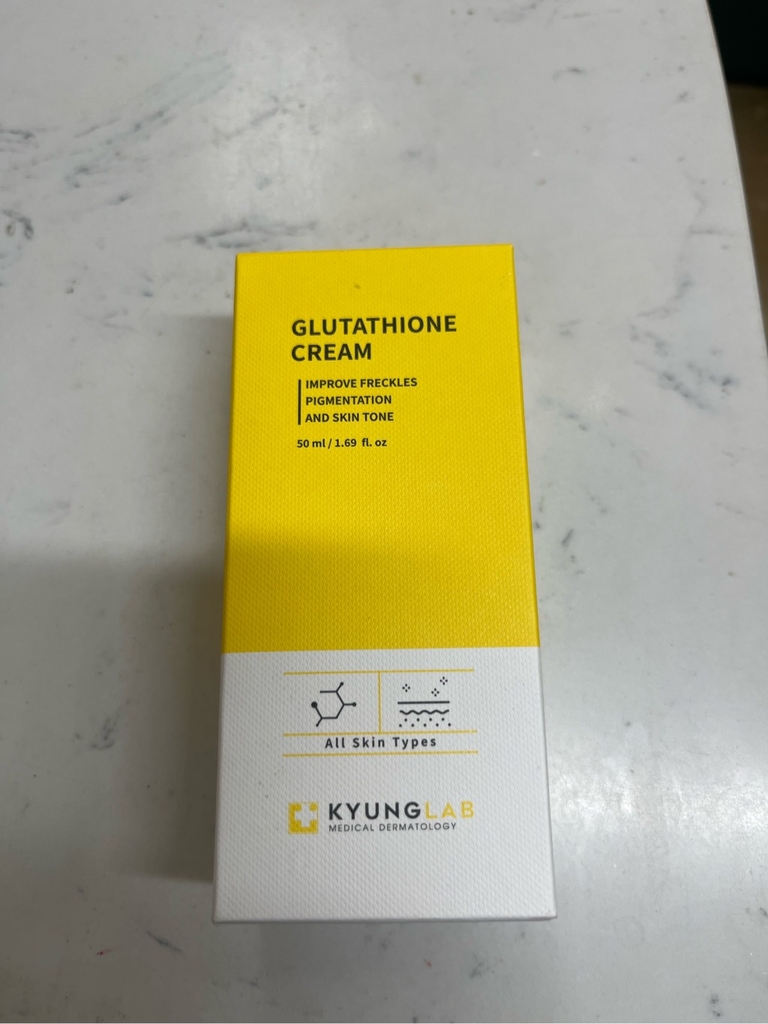 GLUTATHIONE
CREAM
IMPROVE FRECKLES
PIGMENTATION
AND SKIN TONE
50 ml / 1.69 fl. oz
All Skin Types
KYUNGLAB
MEDICAL DERMATOLOGY